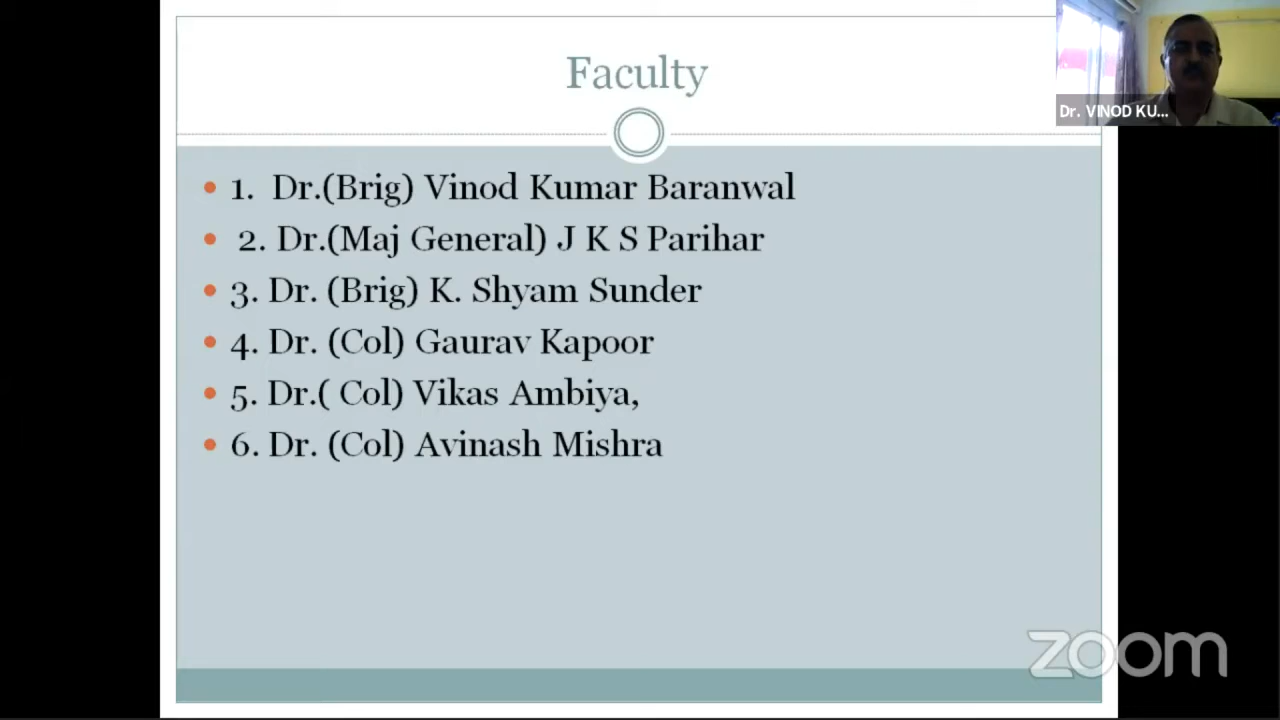 Faculty
Dr. VINOD KU...
1. Dr.(Brig) Vinod Kumar Baranwal
2. Dr.(Maj General) J K S Parihar
3. Dr. (Brig) K. Shyam Sunder
4. Dr. (Col) Gaurav Kapoor
5. Dr.( Col) Vikas Ambiya,
6. Dr. (Col) Avinash Mishra
zoom